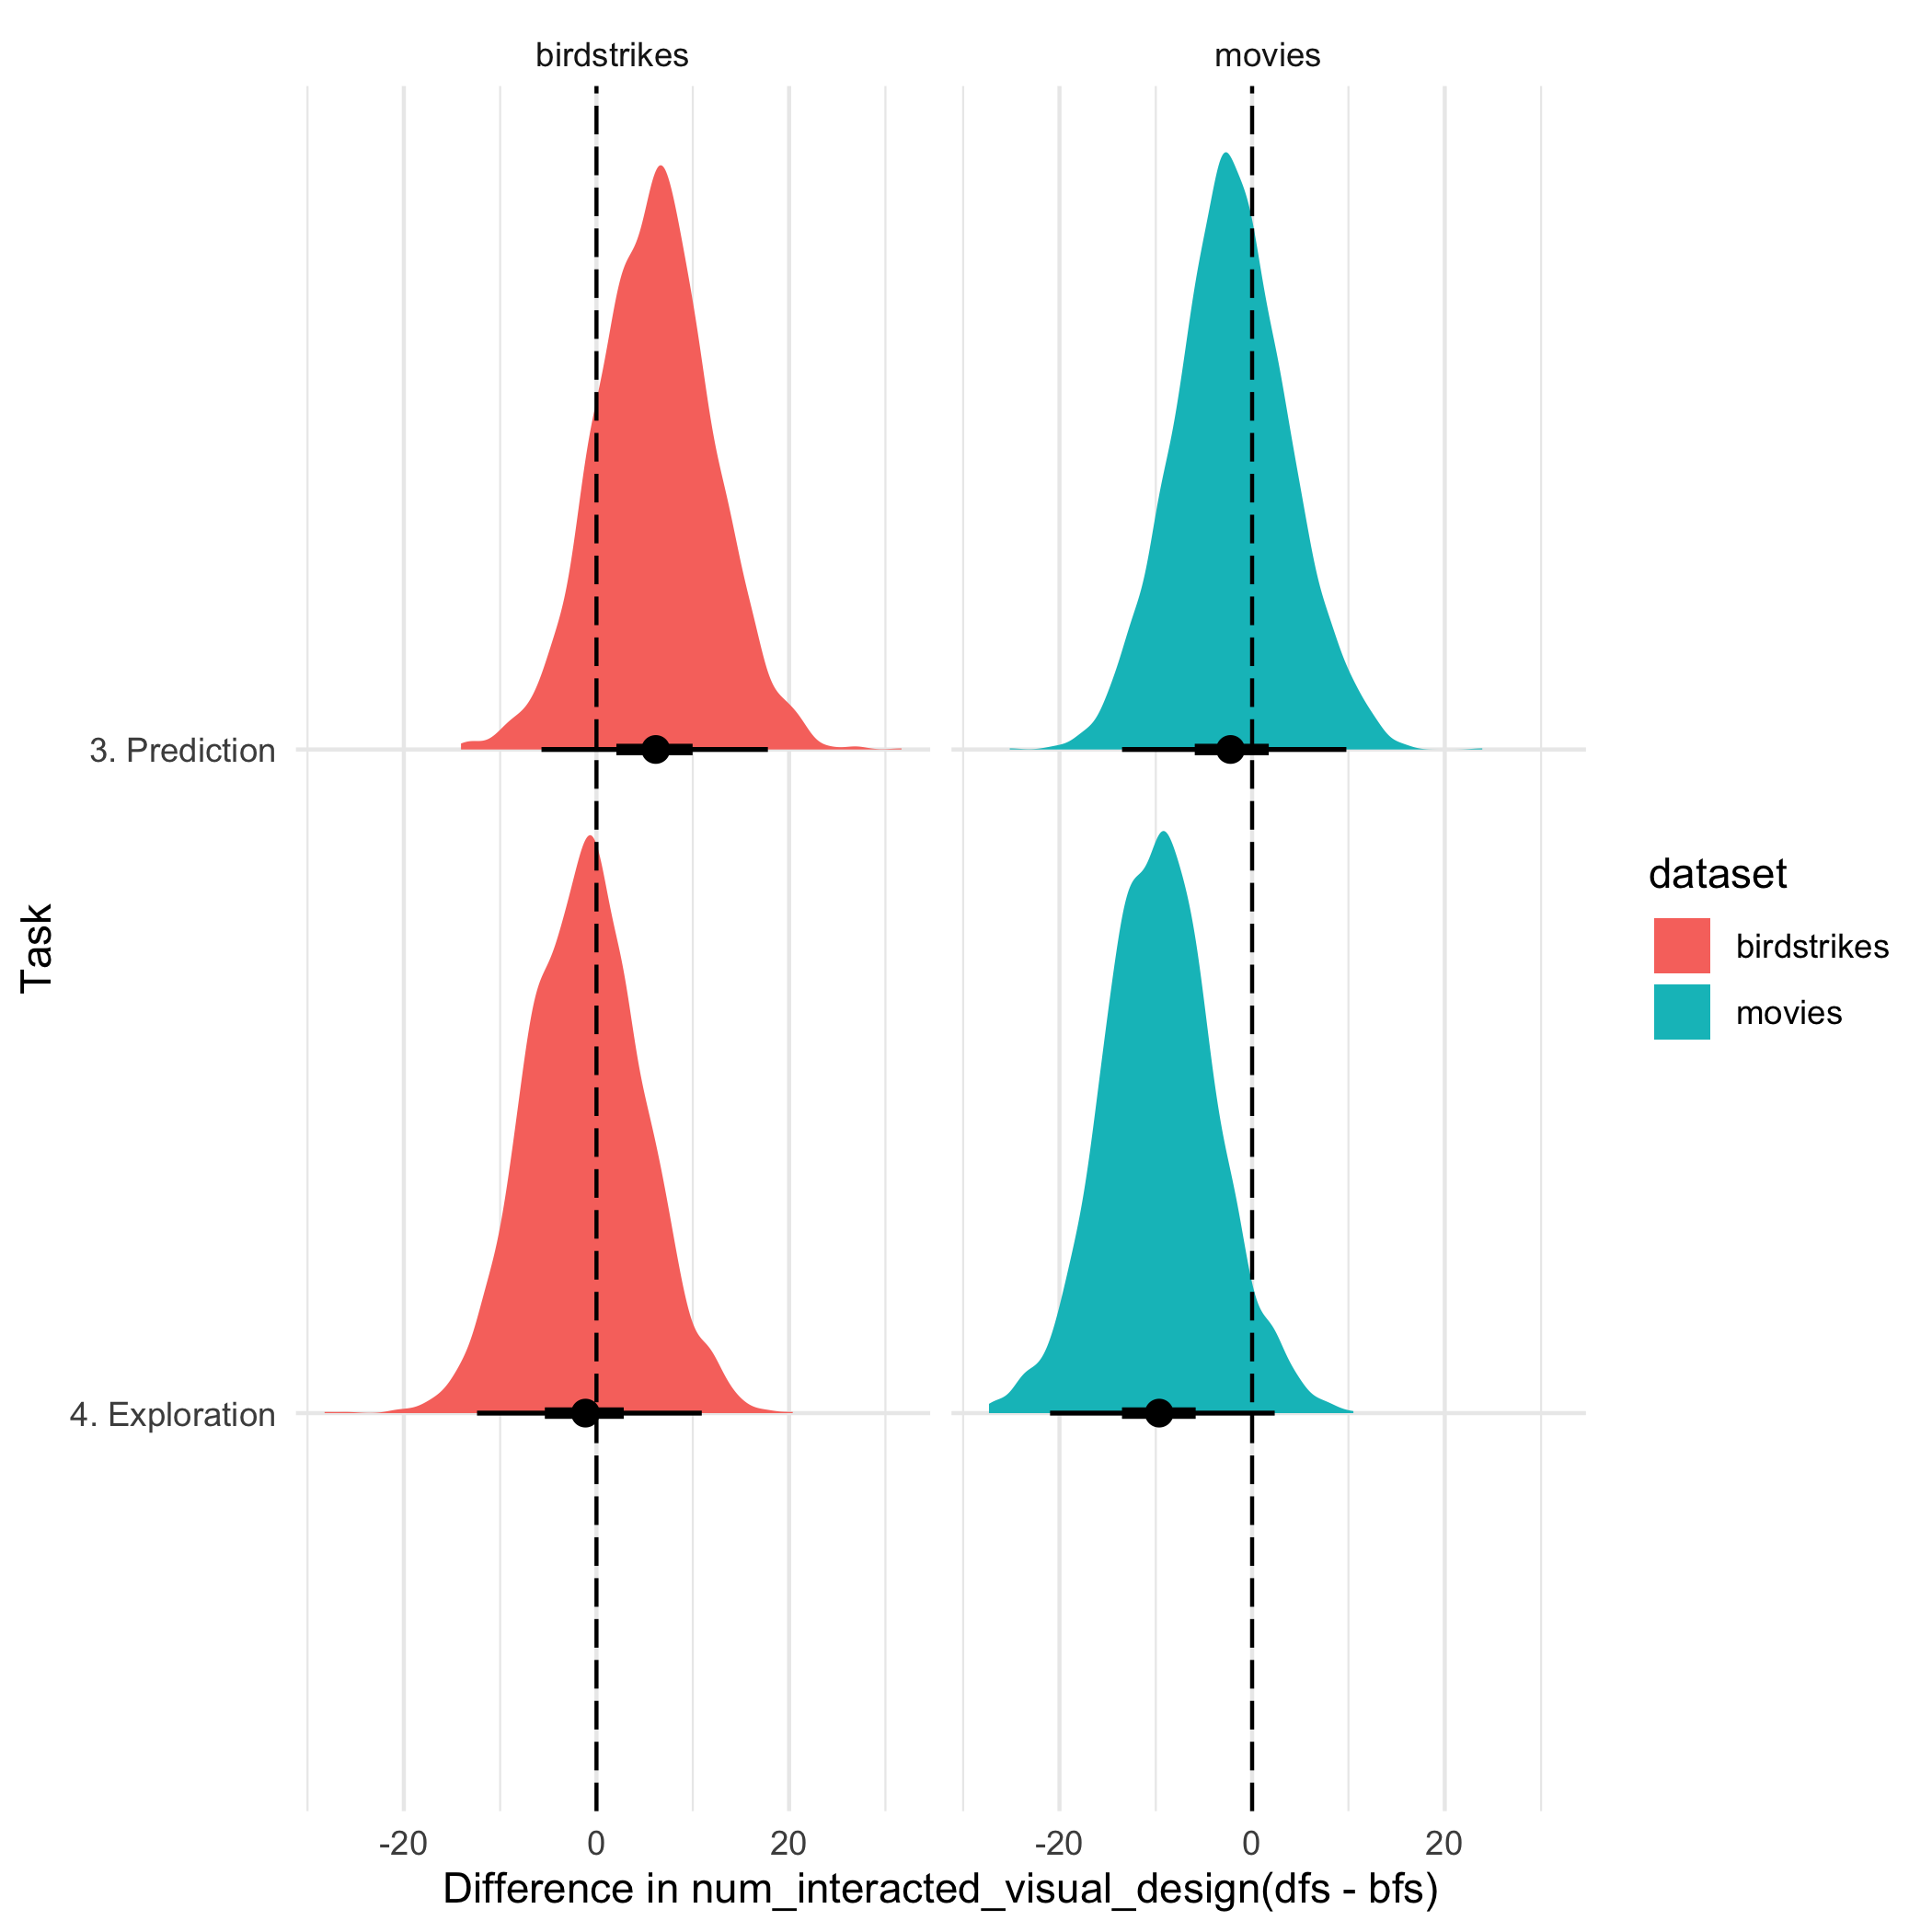 birdstrikes
movies
3. Prediction
4. Exploration
Task
dataset
birdstrikes
movies
-20 0 20
-20 0 20
Difference in num_interacted_visual_design(dfs - bfs)